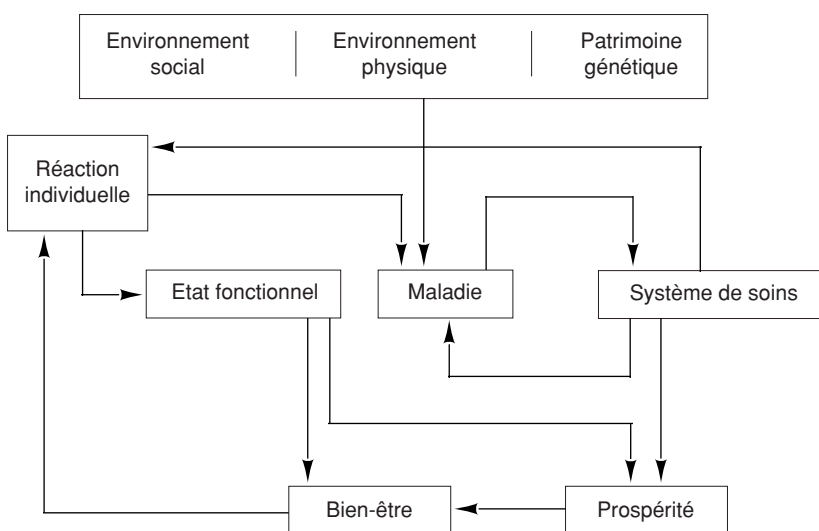 Environnement
social
Environnement
physique
Patrimoine
génétique
Réaction
individuelle
Etat fonctionnel
Maladie
Système de soins
Bien-être
Prospérité